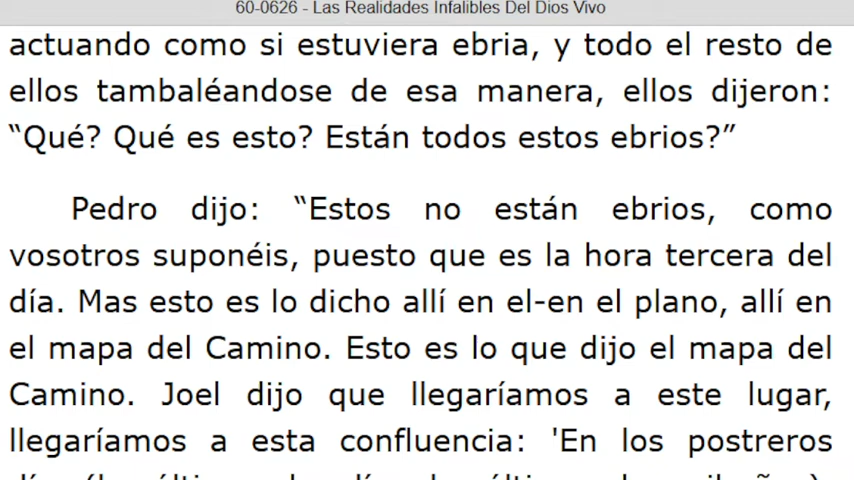 60-0626 - Las Realidades Infalibles Del Dios Vivo
actuando como si estuviera ebria, y todo el resto de
ellos tambaléandose de esa manera, ellos dijeron:
“Qué? Qué es esto? Están todos estos ebrios?”
Pedro dijo: “Estos no están ebrios, como
vosotros suponéis, puesto que es la hora tercera del
día. Mas esto es lo dicho allí en el-en el plano, allí en
el mapa del Camino. Esto es lo que dijo el mapa del
Camino. Joel dijo que llegaríamos a este lugar,
llegaríamos a esta confluencia: 'En los postreros